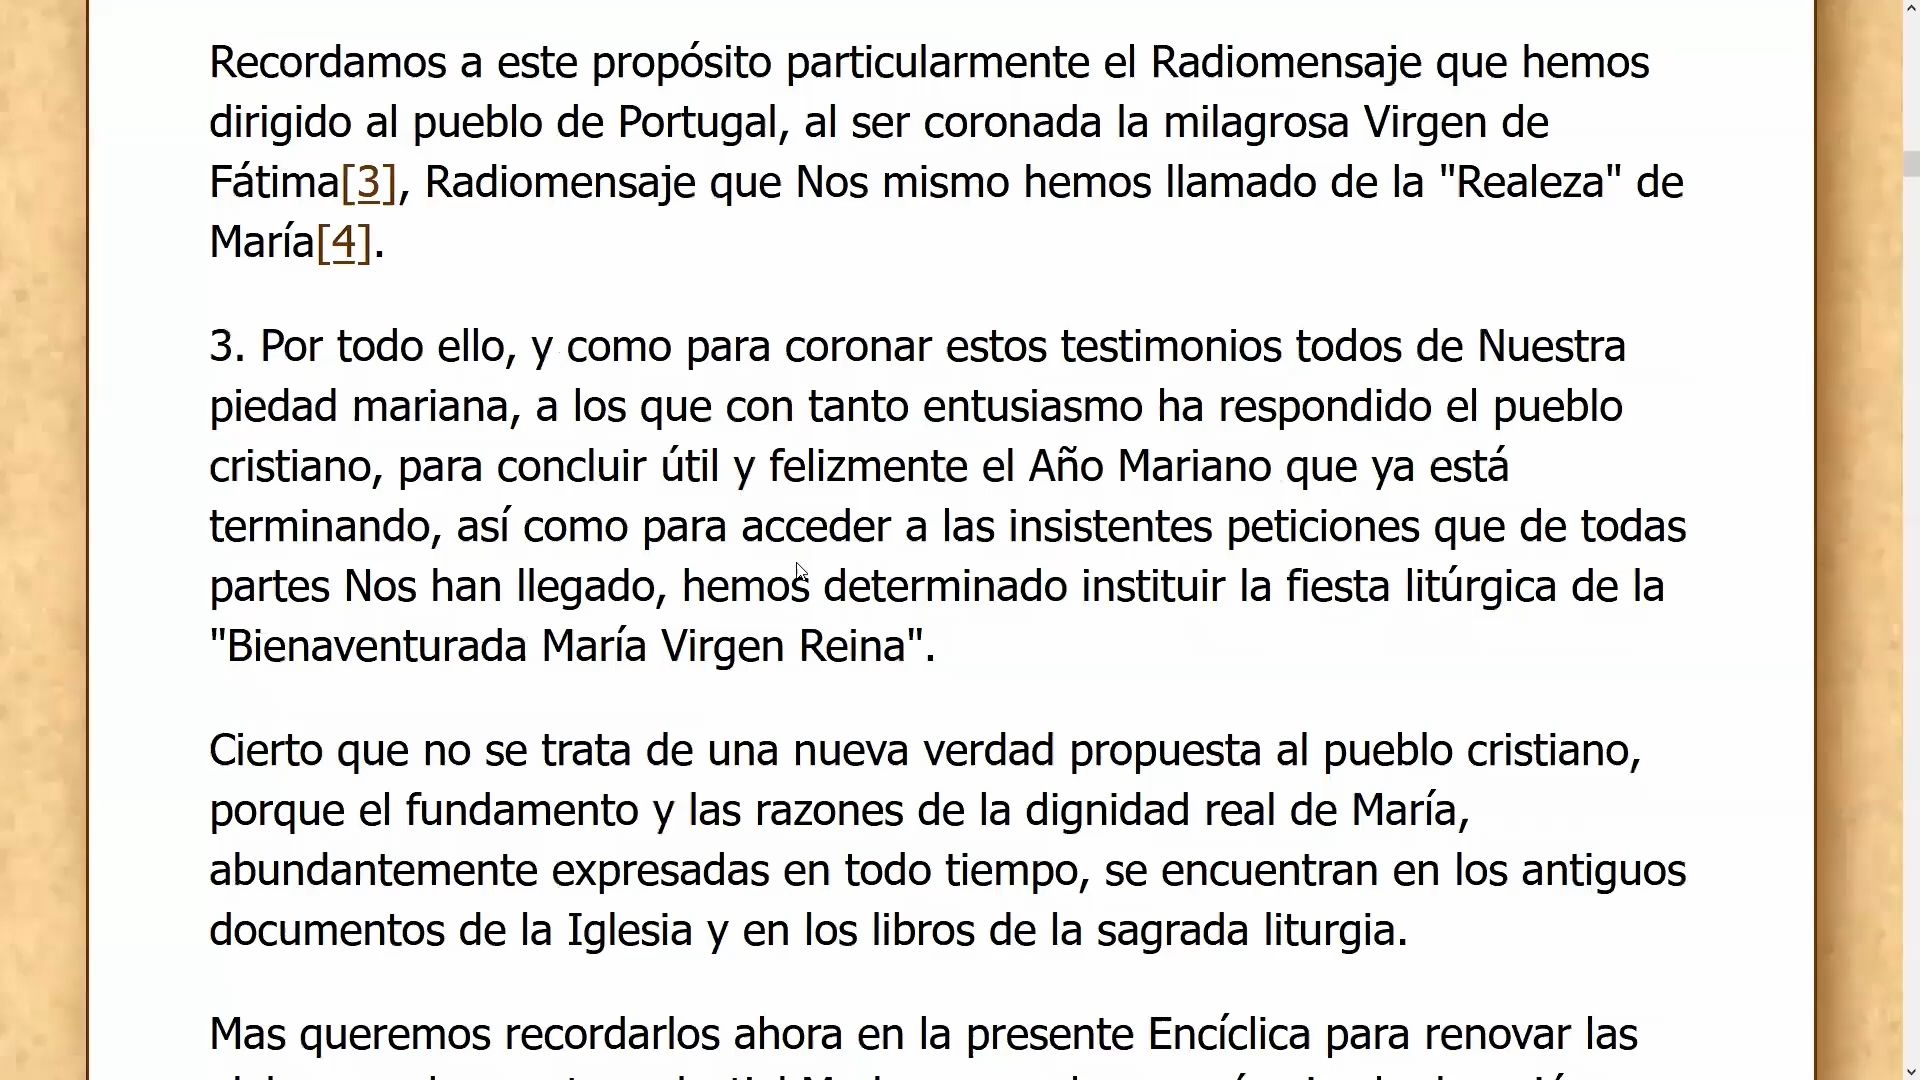 Recordamos a este propósito particularmente el Radiomensaje que hemos
dirigido al pueblo de Portugal, al ser coronada la milagrosa Virgen de
Fátima[3], Radiomensaje que Nos mismo hemos llamado de la "Realeza" de
María[4].
3. Por todo ello, y como para coronar estos testimonios todos de Nuestra
piedad mariana, a los que con tanto entusiasmo ha respondido el pueblo
cristiano, para concluir útil y felizmente el Año Mariano que ya está
terminando, así como para acceder a las insistentes peticiones que de todas
partes Nos han llegado, hemos determinado instituir la fiesta litúrgica de la
"Bienaventurada María Virgen Reina".
Cierto que no se trata de una nueva verdad propuesta al pueblo cristiano,
porque el fundamento y las razones de la dignidad real de María,
abundantemente expresadas en todo tiempo, se encuentran en los antiguos
documentos de la Iglesia y en los libros de la sagrada liturgia.
Mas queremos recordarlos ahora en la presente Encíclica para renovar las